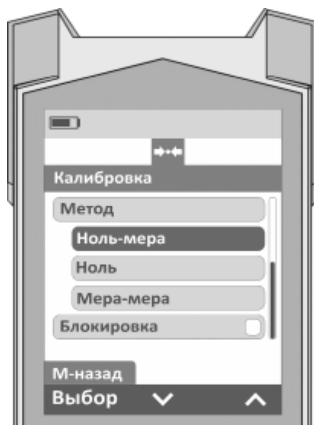 Калибровка
Метод
Ноль-мера
Ноль
Мера-мера
Блокировка
М-назад
Выбор